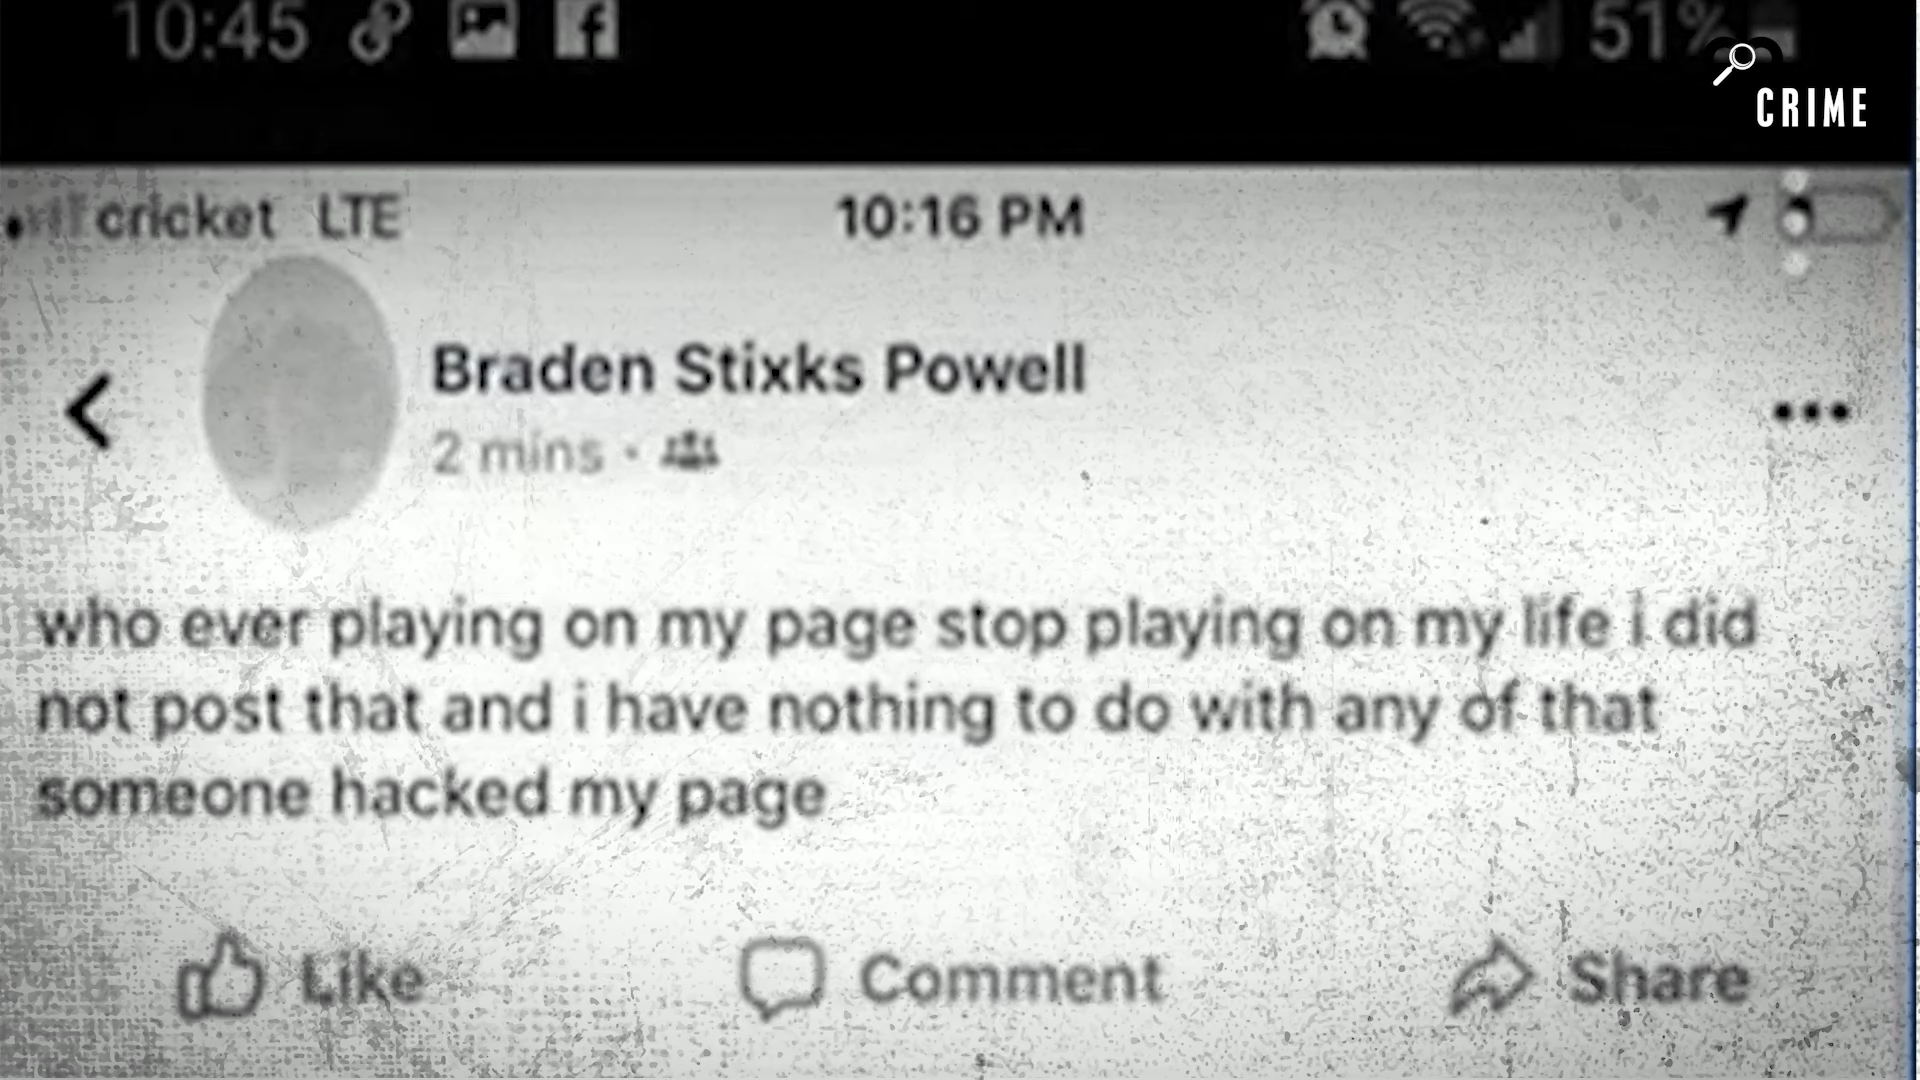 10:45 51%
CRIME
cricket LTE 10:16 PM
Braden Stixks Powell
2 mins ·
who ever playing on my page stop playing on my life i did
not post that and i have nothing to do with any of that
someone hacked my page
Like Comment Share